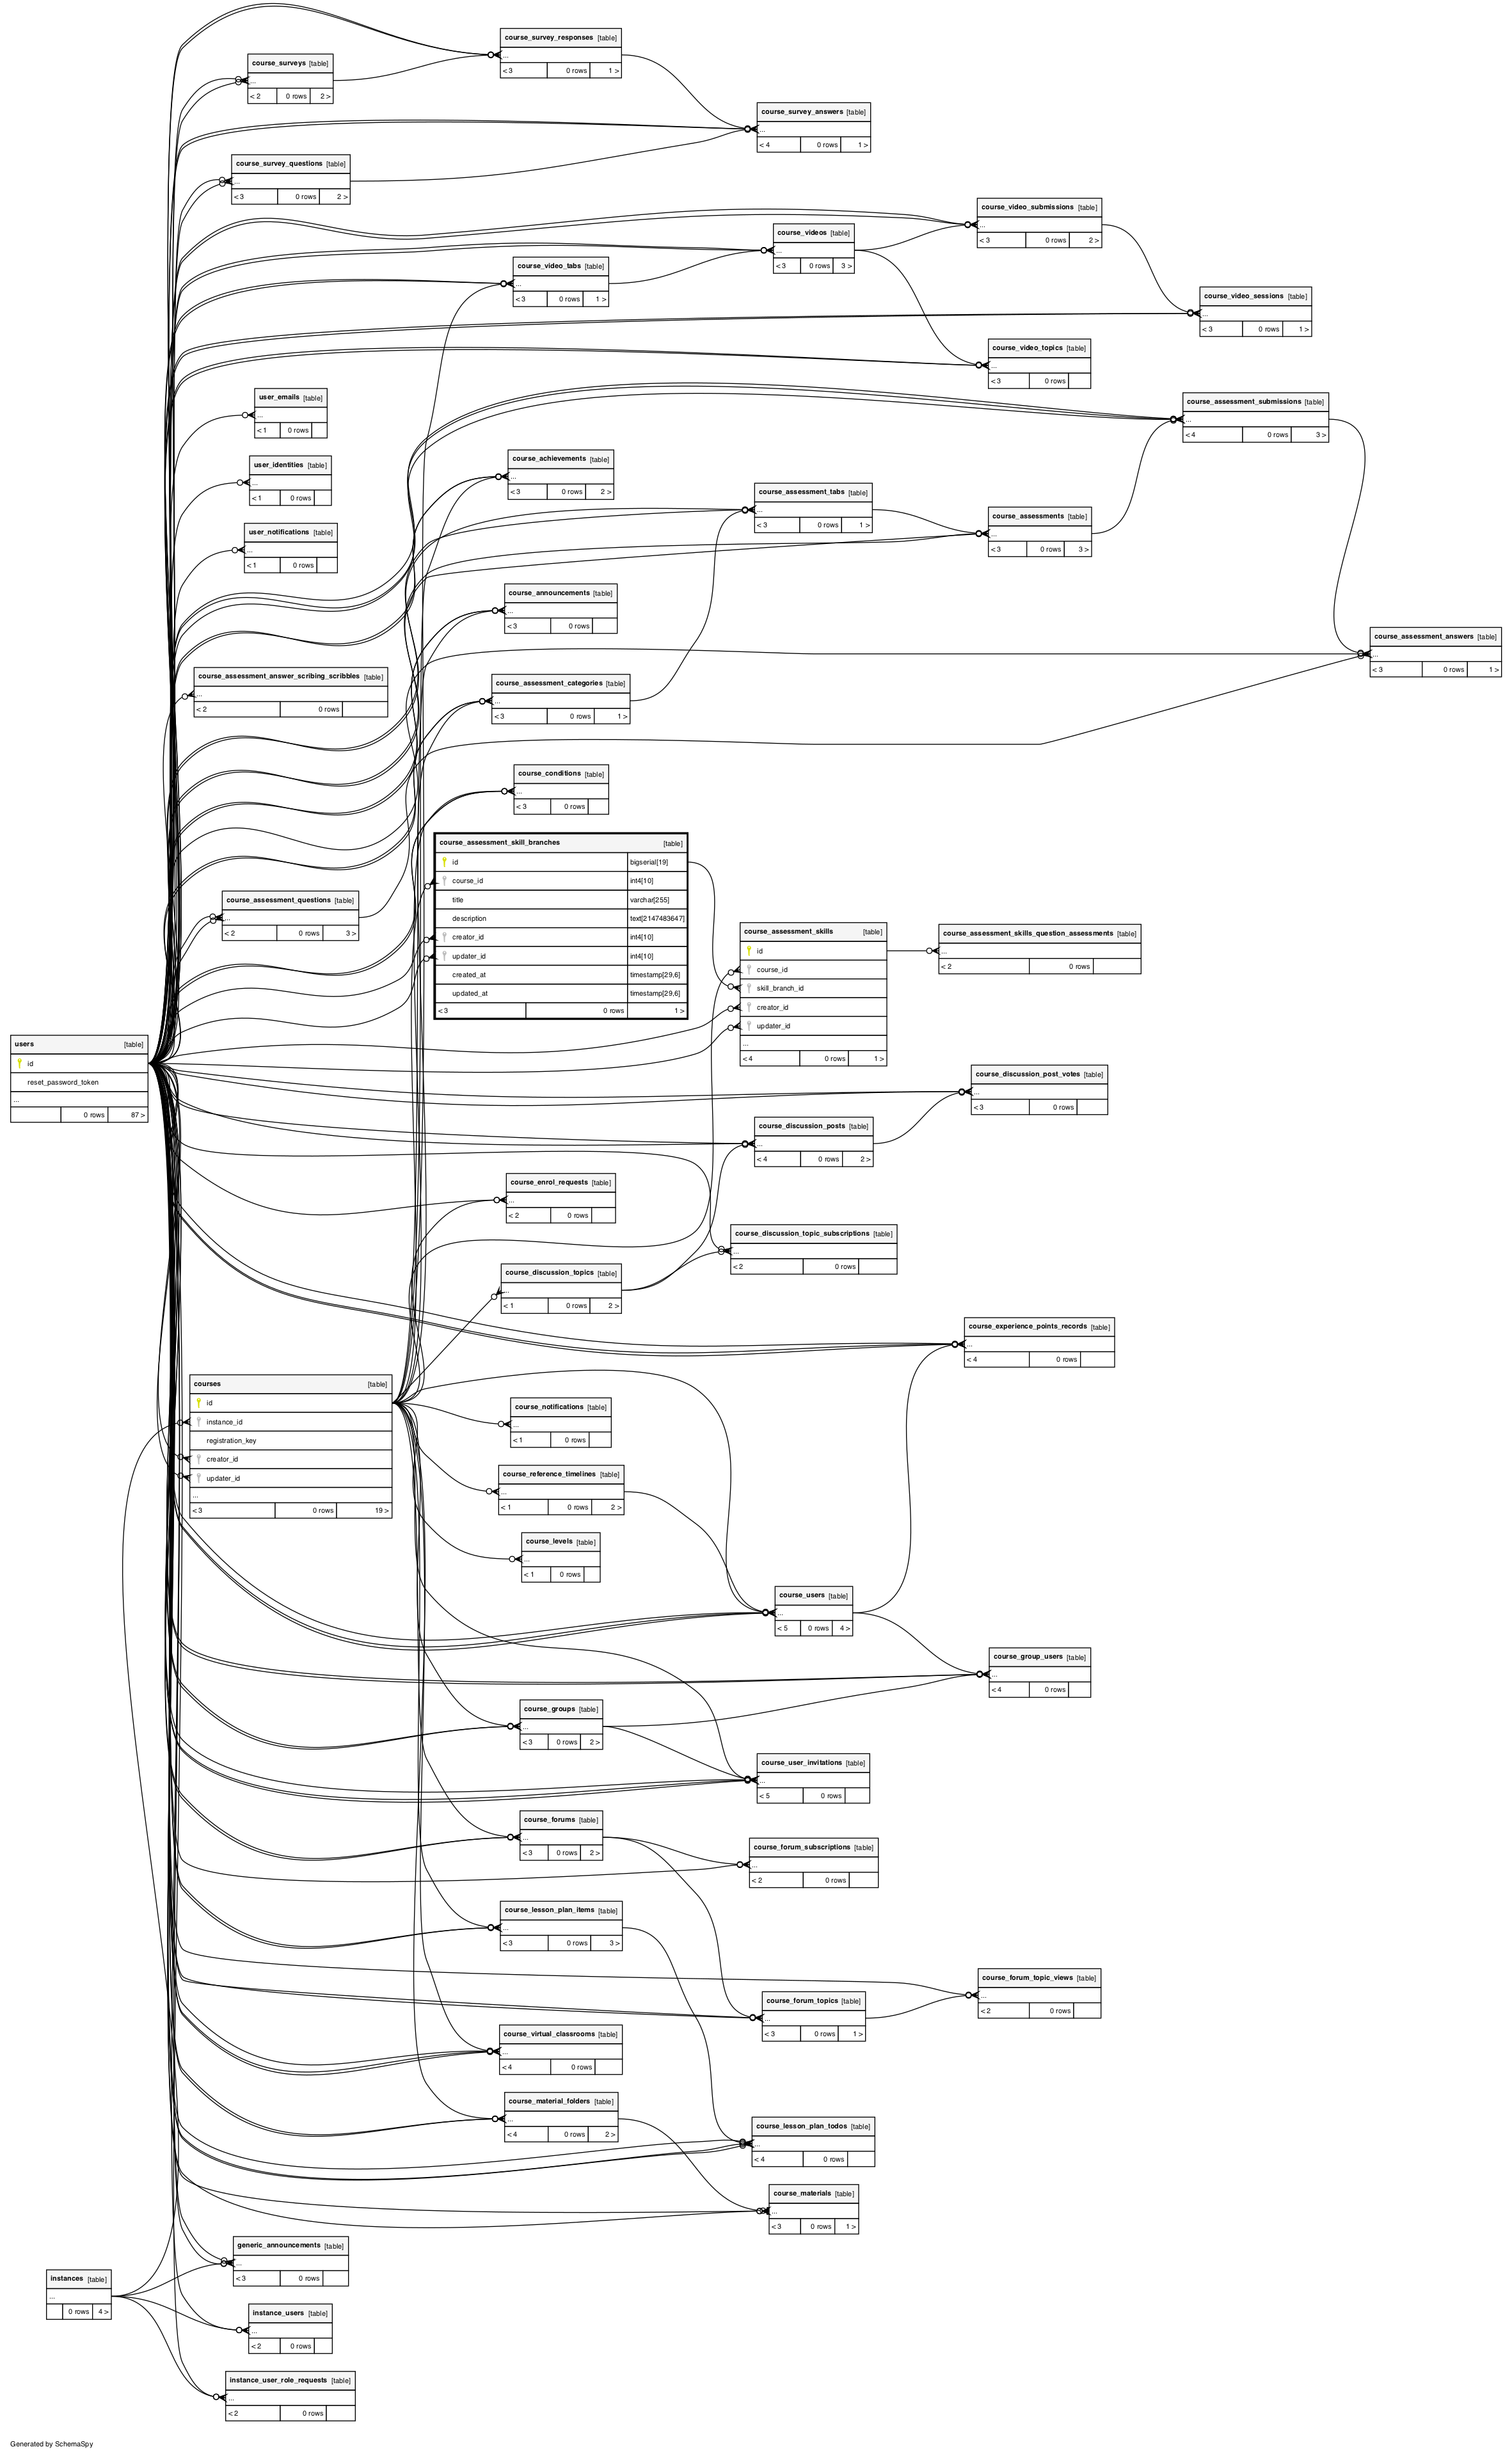 course_survey_responses [table]
...
< 3 0 rows 1 >
course_surveys [table]
...
< 2 0 rows 2 >
course_survey_answers [table]
...
< 4 0 rows 1 >
course_survey_questions [table]
...
< 3 0 rows 2 >
course_video_submissions [table]
...
< 3 0 rows 2 >
course_videos [table]
...
< 3 0 rows 3 >
course_video_tabs [table]
...
< 3 0 rows 1 >
course_video_sessions [table]
...
< 3 0 rows 1 >
course_video_topics [table]
...
< 3 0 rows
user_emails [table]
...
< 1 0 rows
course_assessment_submissions [table]
...
< 4 0 rows 3 >
user_identities [table]
...
< 1 0 rows
course_achievements [table]
...
< 3 0 rows 2 >
course_assessment_tabs [table]
...
< 3 0 rows 1 >
course_assessments [table]
...
< 3 0 rows 3 >
user_notifications [table]
...
< 1 0 rows
course_announcements [table]
...
< 3 0 rows
course_assessment_answers [table]
...
< 3 0 rows 1 >
course_assessment_answer_scribing_scribbles [table]
...
< 2 0 rows
course_assessment_categories [table]
...
< 3 0 rows 1 >
course_conditions [table]
...
< 3 0 rows
course_assessment_skill_branches [table]
id bigserial[19]
course_id int4[10]
title varchar[255]
description text[2147483647]
creator_id int4[10]
updater_id int4[10]
created_at timestamp[29,6]
updated_at timestamp[29,6]
< 3 0 rows 1 >
course_assessment_questions [table]
...
< 2 0 rows 3 >
course_assessment_skills [table]
id
course_id
skill_branch_id
creator_id
updater_id
...
< 4 0 rows 1 >
course_assessment_skills_question_assessments [table]
...
< 2 0 rows
users [table]
id
reset_password_token
...
0 rows 87 >
course_discussion_post_votes [table]
...
< 3 0 rows
course_discussion_posts [table]
...
< 4 0 rows 2 >
course_enrol_requests [table]
...
< 2 0 rows
course_discussion_topic_subscriptions [table]
...
< 2 0 rows
course_discussion_topics [table]
...
< 1 0 rows 2 >
course_experience_points_records [table]
...
< 4 0 rows
courses [table]
id
instance_id
registration_key
creator_id
updater_id
...
< 3 0 rows 19 >
course_notifications [table]
...
< 1 0 rows
course_reference_timelines [table]
...
< 1 0 rows 2 >
course_levels [table]
...
< 1 0 rows
course_users [table]
...
< 5 0 rows 4 >
course_group_users [table]
...
< 4 0 rows
course_groups [table]
...
< 3 0 rows 2 >
course_user_invitations [table]
...
< 5 0 rows
course_forums [table]
...
< 3 0 rows 2 >
course_forum_subscriptions [table]
...
< 2 0 rows
course_lesson_plan_items [table]
...
< 3 0 rows 3 >
course_forum_topic_views [table]
...
< 2 0 rows
course_forum_topics [table]
...
< 3 0 rows 1 >
course_virtual_classrooms [table]
...
< 4 0 rows
course_material_folders [table]
...
< 4 0 rows 2 >
course_lesson_plan_todos [table]
...
< 4 0 rows
course_materials [table]
...
< 3 0 rows 1 >
generic_announcements [table]
...
< 3 0 rows
instances [table]
...
0 rows 4 >
instance_users [table]
...
< 2 0 rows
instance_user_role_requests [table]
...
< 2 0 rows
Generated by SchemaSpy